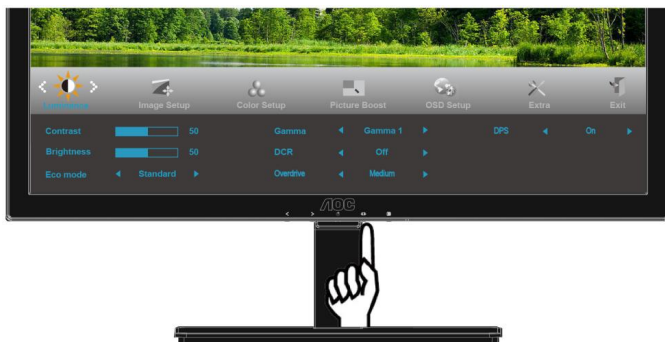 Luminance Image Setup Color Setup Picture Boost OSD Setup Extra Exit
Contrast 50 Gamma Gamma 1 DPS On
Brightness 50 DCR Off
Eco mode Standard Overdrive Medium
AOC